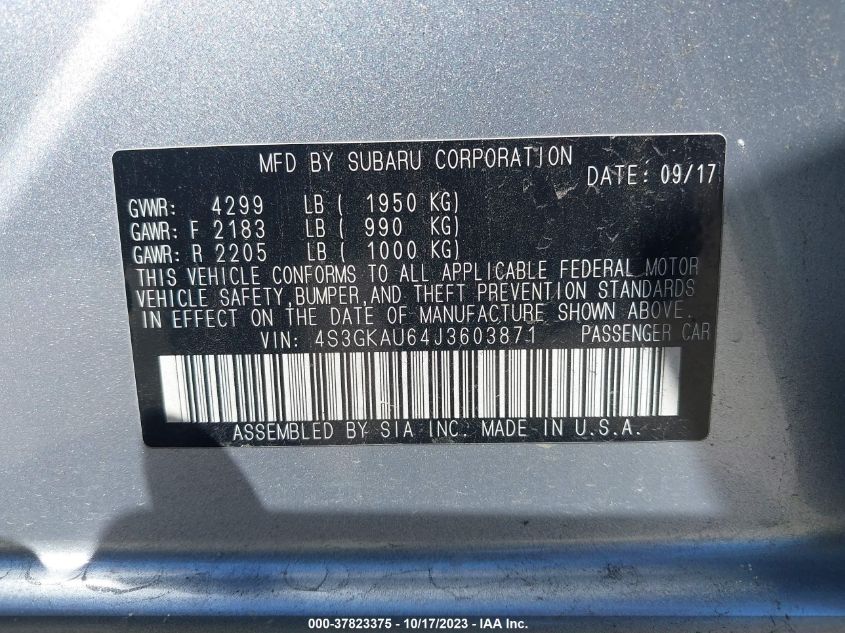 MFD BY SUBARU CORPORATION
DATE: 09/17
GVWR: 4299 LB ( 1950 KG)
GAWR: F 2183 LB ( 990 KG)
GAWR: R 2205 LB ( 1000 KG)
THIS VEHICLE CONFORMS TO ALL APPLICABLE FEDERAL MOTOR
VEHICLE SAFETY,BUMPER,AND THEFT PREVENTION STANDARDS
IN EFFECT ON THE DATE OF MANUFACTURE SHOWN ABOVE.
VIN: 4S3GKAU64J3603871 PASSENGER CAR
ASSEMBLED BY SIA INC. MADE IN U.S.A.
000-37823375 - 10/17/2023 - IAA Inc.